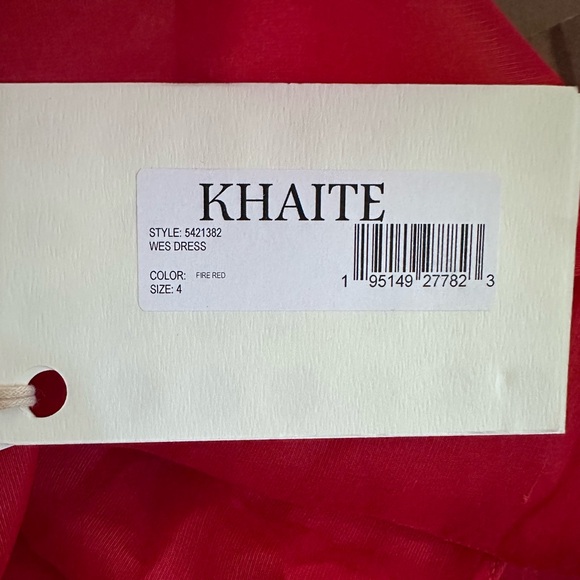 KHAITE
STYLE: 5421382
WES DRESS
COLOR: FIRE RED
SIZE: 4
1 95149 27782 3